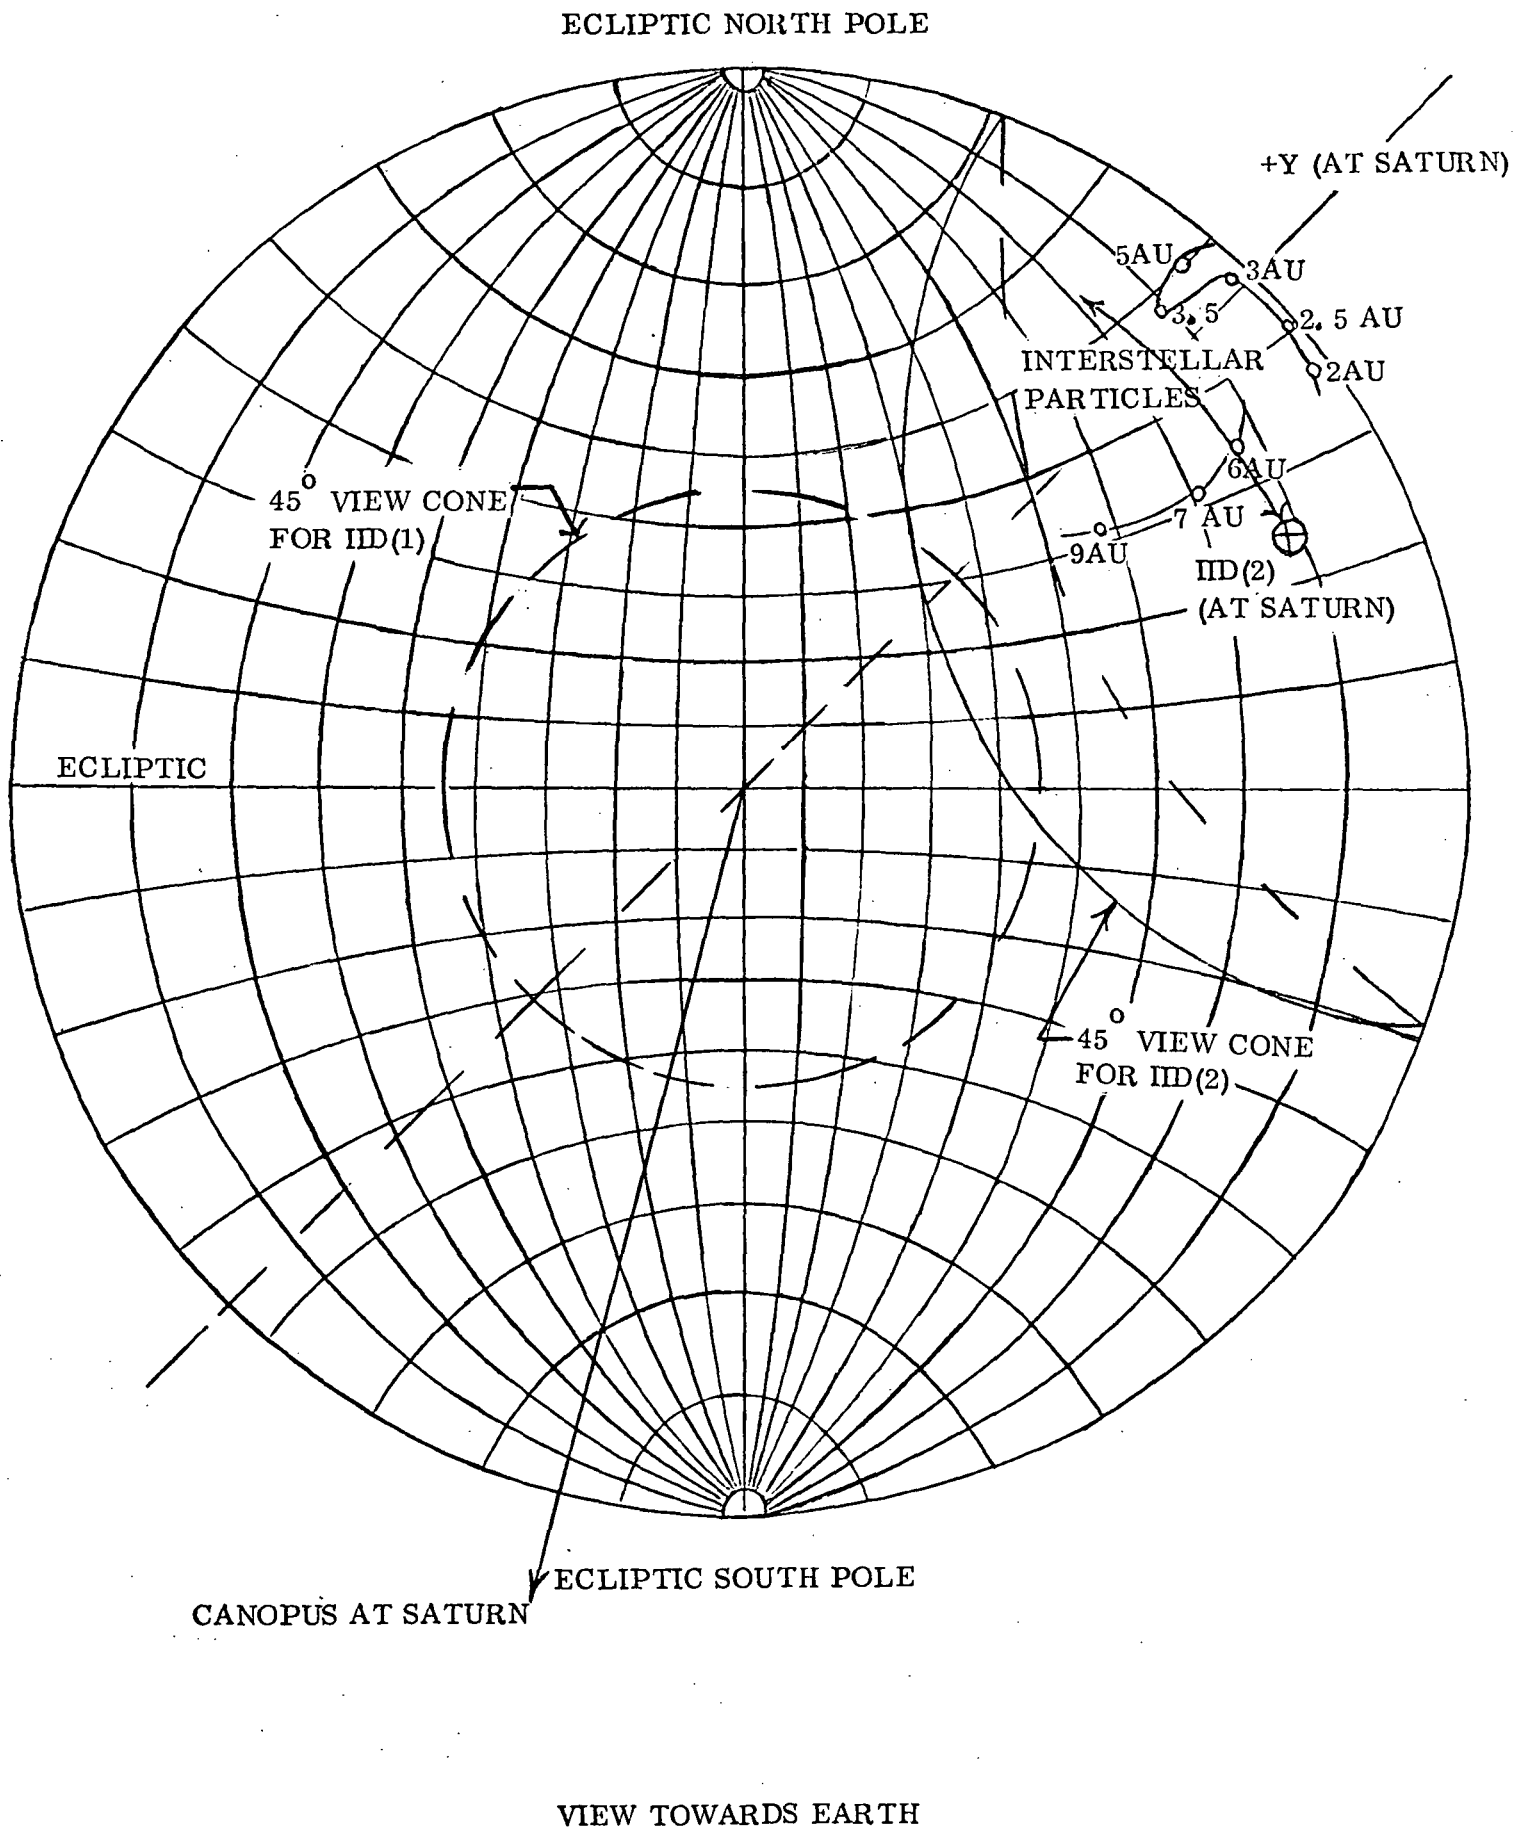 ECLIPTIC NORTH POLE
+Y (AT SATURN)
5AU
3AU
3.5
2.5 AU
2AU
INTERSTELLAR
PARTICLES
6AU
7 AU
9AU
IID(2)
(AT SATURN)
45° VIEW CONE
FOR IID(1)
ECLIPTIC
45° VIEW CONE
FOR IID(2)
ECLIPTIC SOUTH POLE
CANOPUS AT SATURN
VIEW TOWARDS EARTH